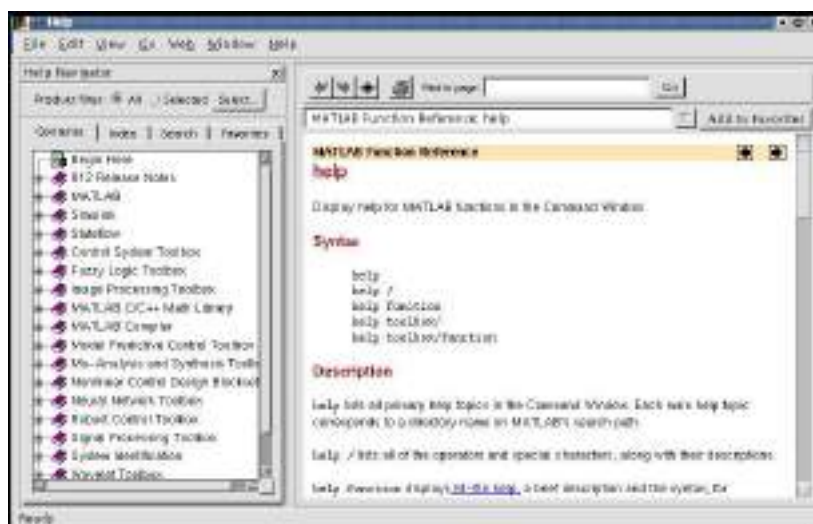 Help
File Edit View Go Web Window Help
Help Navigator
Product filter: All Selected Select...
Contents Index Search Favorites
Begin Here
R12 Release Notes
MATLAB
Simulink
Stateflow
Control System Toolbox
Fuzzy Logic Toolbox
Image Processing Toolbox
MATLAB C/C++ Math Library
MATLAB Compiler
Model Predictive Control Toolbox
Mu-Analysis and Synthesis Toolb
Nonlinear Control Design Blockset
Neural Network Toolbox
Robust Control Toolbox
Signal Processing Toolbox
System Identification
Wavelet Toolbox
Ready
Find in page: Go
MATLAB Function Reference: help Add to Favorites
MATLAB Function Reference
help
Display help for MATLAB functions in the Command Window
Syntax
help
help /
help function
help toolbox/
help toolbox/function
Description
help lists all primary help topics in the Command Window. Each main help topic
corresponds to a directory name on MATLAB's search path.
help / lists all of the operators and special characters, along with their descriptions.
help function displays M-file help, a brief description and the syntax, for